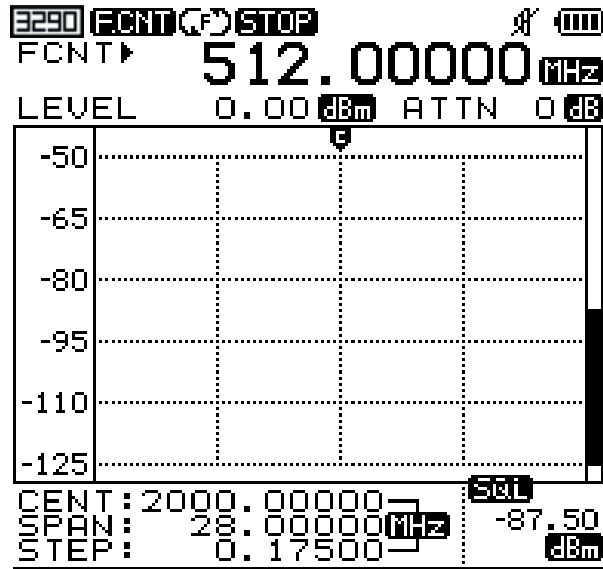 3290 F.CNT F STOP
FCNT 512.00000 MHz
LEVEL 0.00 dBm ATTN 0 dB
C
-50
-65
-80
-95
-110
-125
CENT:2000.00000
SPAN: 28.00000 MHz
STEP: 0.17500
SQL
-87.50
dBm